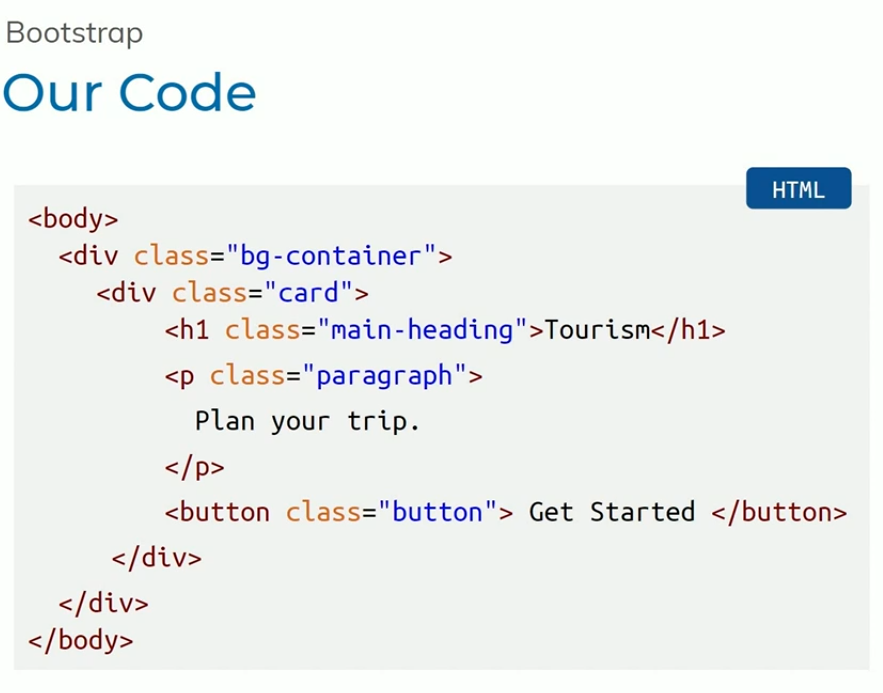 Bootstrap
Our Code
HTML
<body>
<div class="bg-container">
<div class="card">
<h1 class="main-heading">Tourism</h1>
<p class="paragraph">
Plan your trip.
</p>
<button class="button"> Get Started </button>
</div>
</div>
</body>